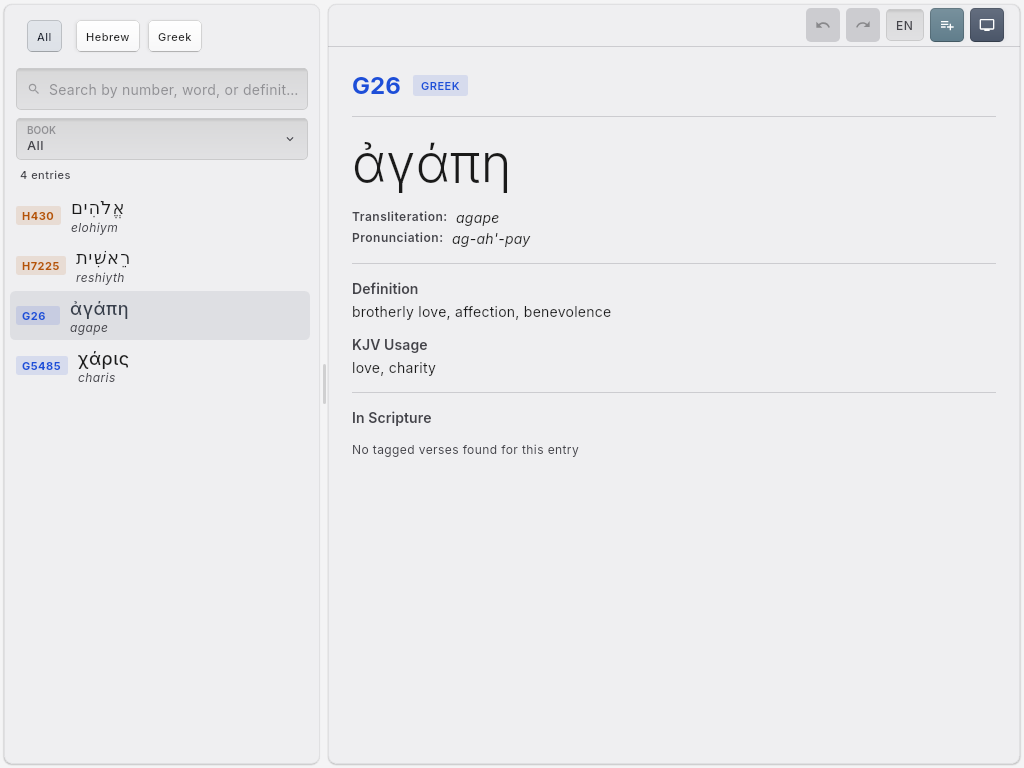 All Hebrew Greek
Search by number, word, or definit...
BOOK
All
4 entries
H430 אֱלֹהִים
elohiym
H7225 רֵאשִׁית
reshiyth
G26 ἀγάπη
agape
G5485 χάρις
charis
EN
G26 GREEK
ἀγάπη
Transliteration: agape
Pronunciation: ag-ah'-pay
Definition
brotherly love, affection, benevolence
KJV Usage
love, charity
In Scripture
No tagged verses found for this entry